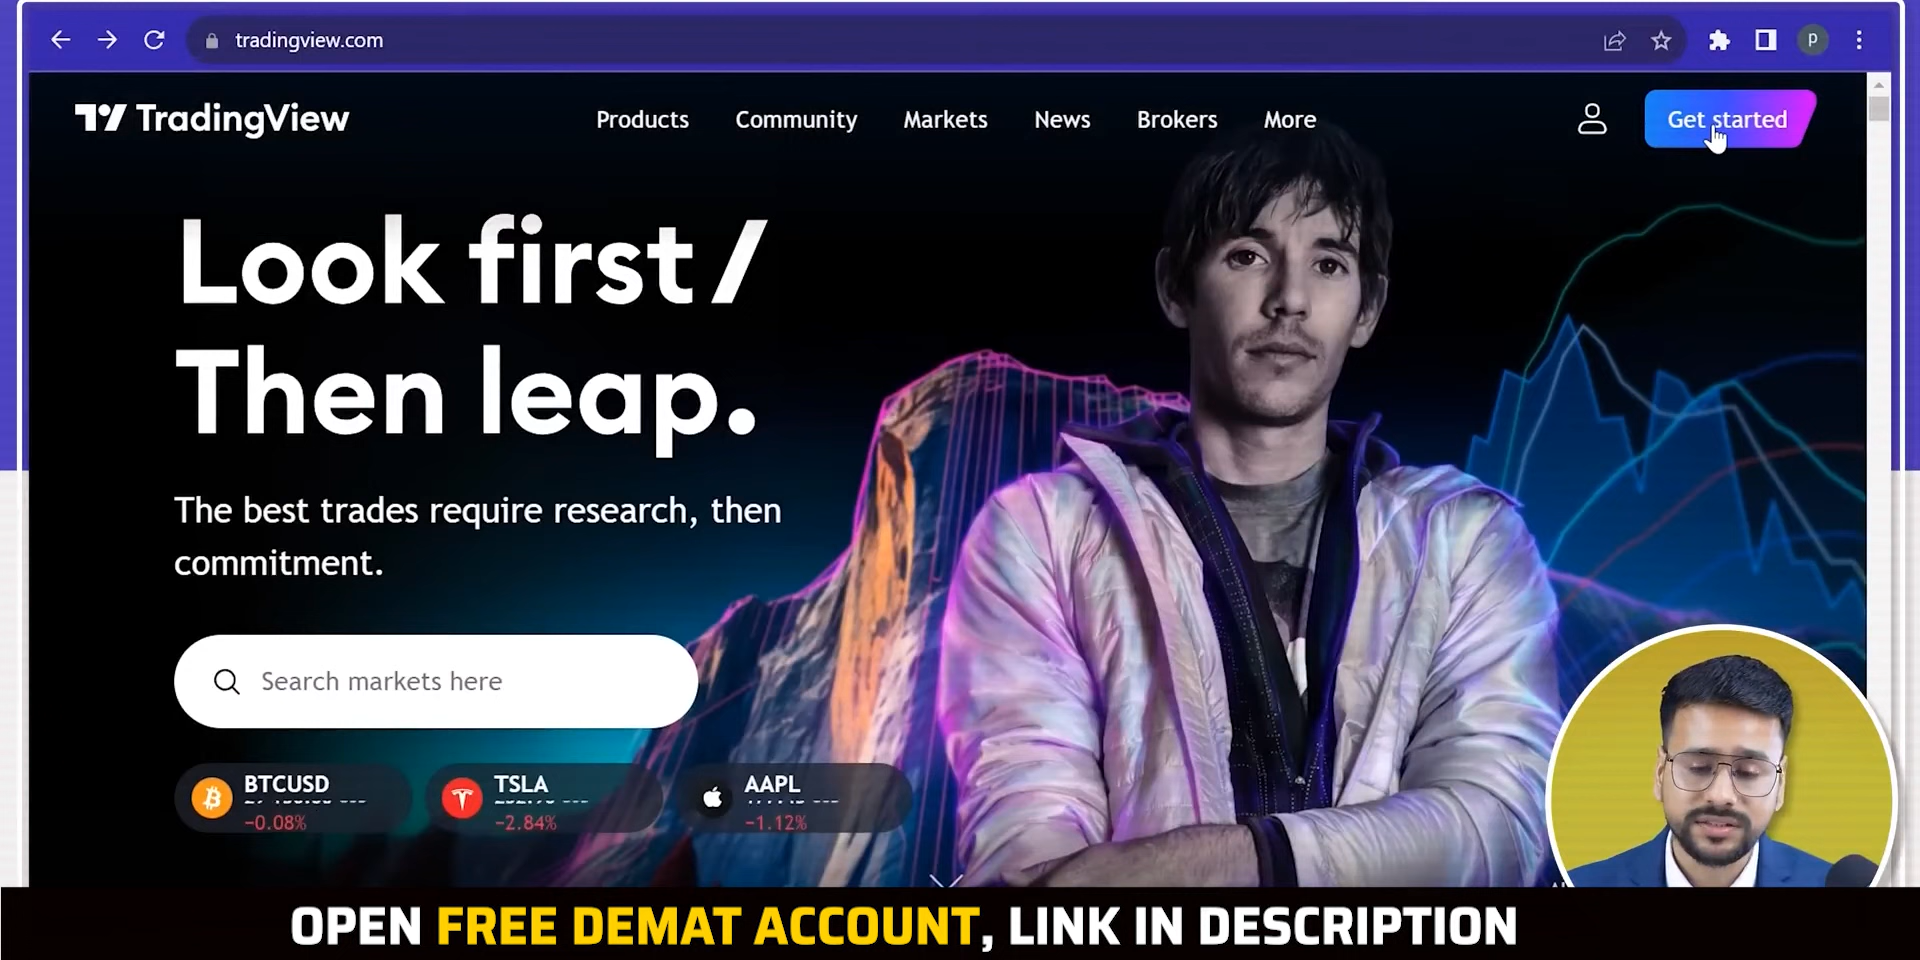 tradingview.com
P
TradingView
Products
Community
Markets
News
Brokers
More
Get started
Look first /
Then leap.
The best trades require research, then
commitment.
Search markets here
BTCUSD
−0.08%
TSLA
−2.84%
AAPL
−1.12%
OPEN FREE DEMAT ACCOUNT, LINK IN DESCRIPTION